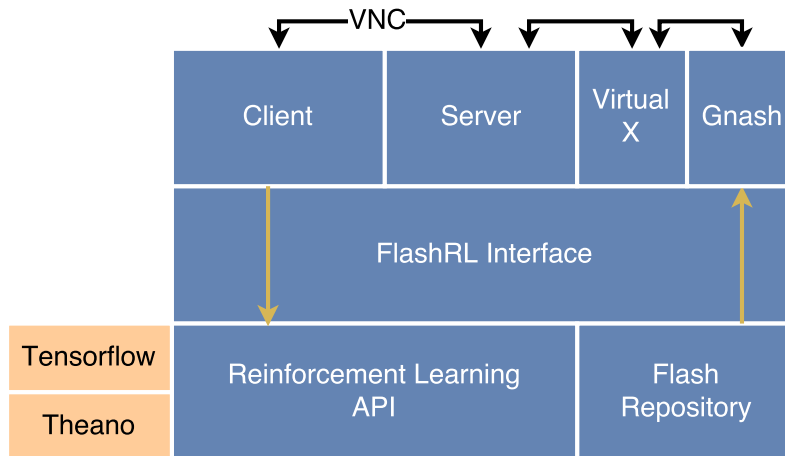 VNC
Client
Server
Virtual
X
Gnash
FlashRL Interface
Tensorflow
Theano
Reinforcement Learning
API
Flash
Repository